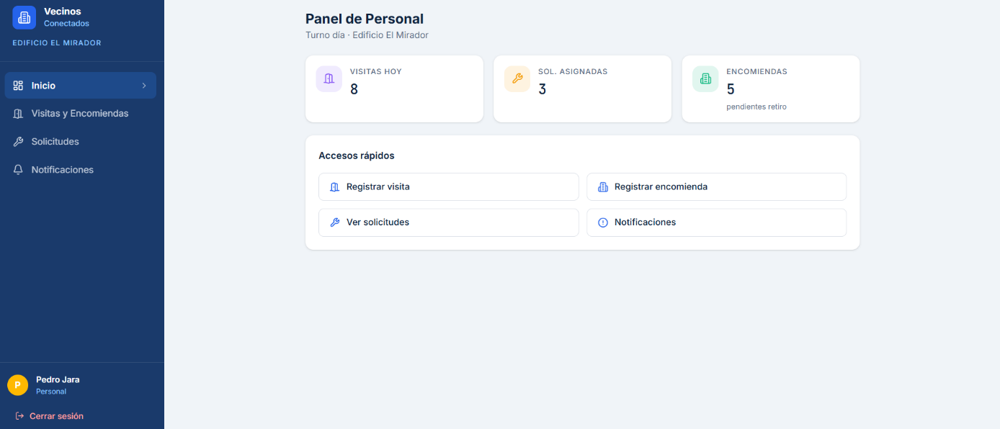 Vecinos
Conectados
EDIFICIO EL MIRADOR
Inicio
Visitas y Encomiendas
Solicitudes
Notificaciones
P
Pedro Jara
Personal
Cerrar sesión
Panel de Personal
Turno día · Edificio El Mirador
VISITAS HOY
8
SOL. ASIGNADAS
3
ENCOMIENDAS
5
pendientes retiro
Accesos rápidos
Registrar visita
Registrar encomienda
Ver solicitudes
Notificaciones